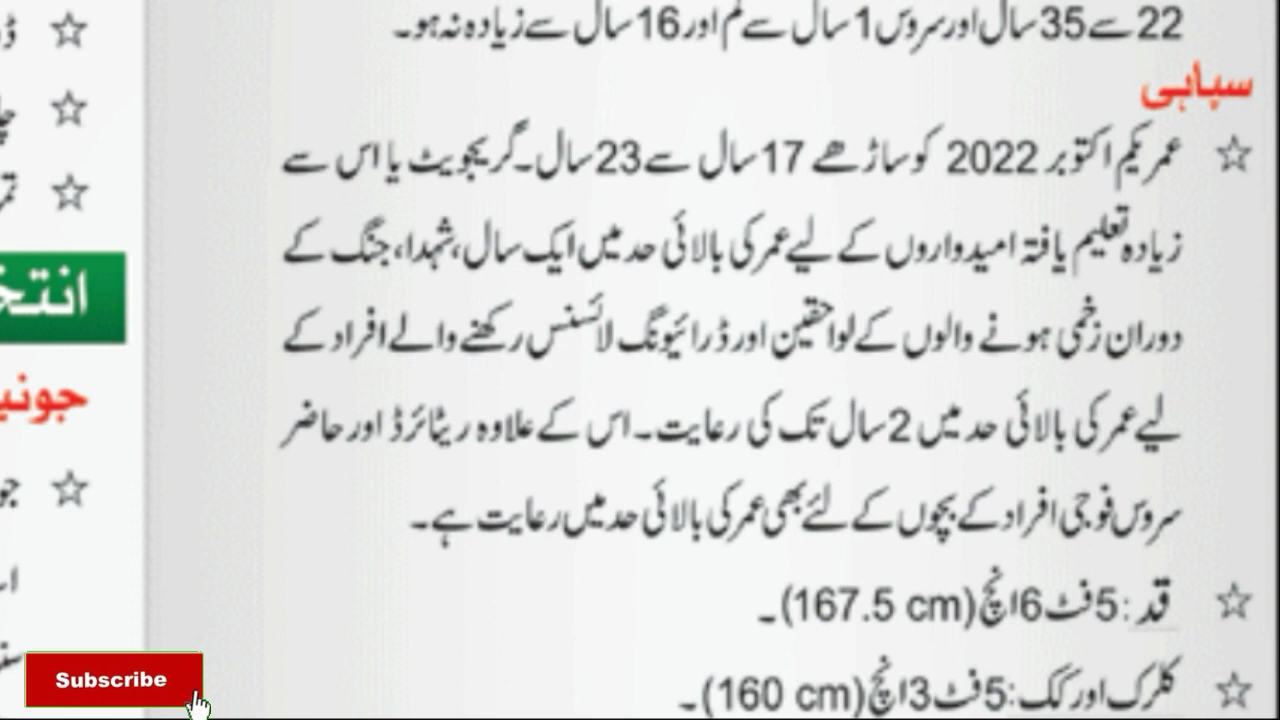 22 سے 35 سال اور سروس 1 سال سے کم اور 16 سال سے زیادہ نہ ہو۔
سپاہی
☆ عمر یکم اکتوبر 2022 کو ساڑھے 17 سال سے 23 سال۔ گریجویٹ یا اس سے
زیادہ تعلیم یافتہ امیدواروں کے لیے عمر کی بالائی حد میں ایک سال، شہدا، جنگ کے
دوران زخمی ہونے والوں کے لواحقین اور ڈرائیونگ لائسنس رکھنے والے افراد کے
لیے عمر کی بالائی حد میں 2 سال تک کی رعایت۔ اس کے علاوہ ریٹائرڈ اور حاضر
سروس فوجی افراد کے بچوں کے لئے بھی عمر کی بالائی حد میں رعایت ہے۔
☆ قد: 5 فٹ 6 انچ (167.5 cm)۔
☆ کلرک اور کک: 5 فٹ 3 انچ (160 cm)۔
Subscribe